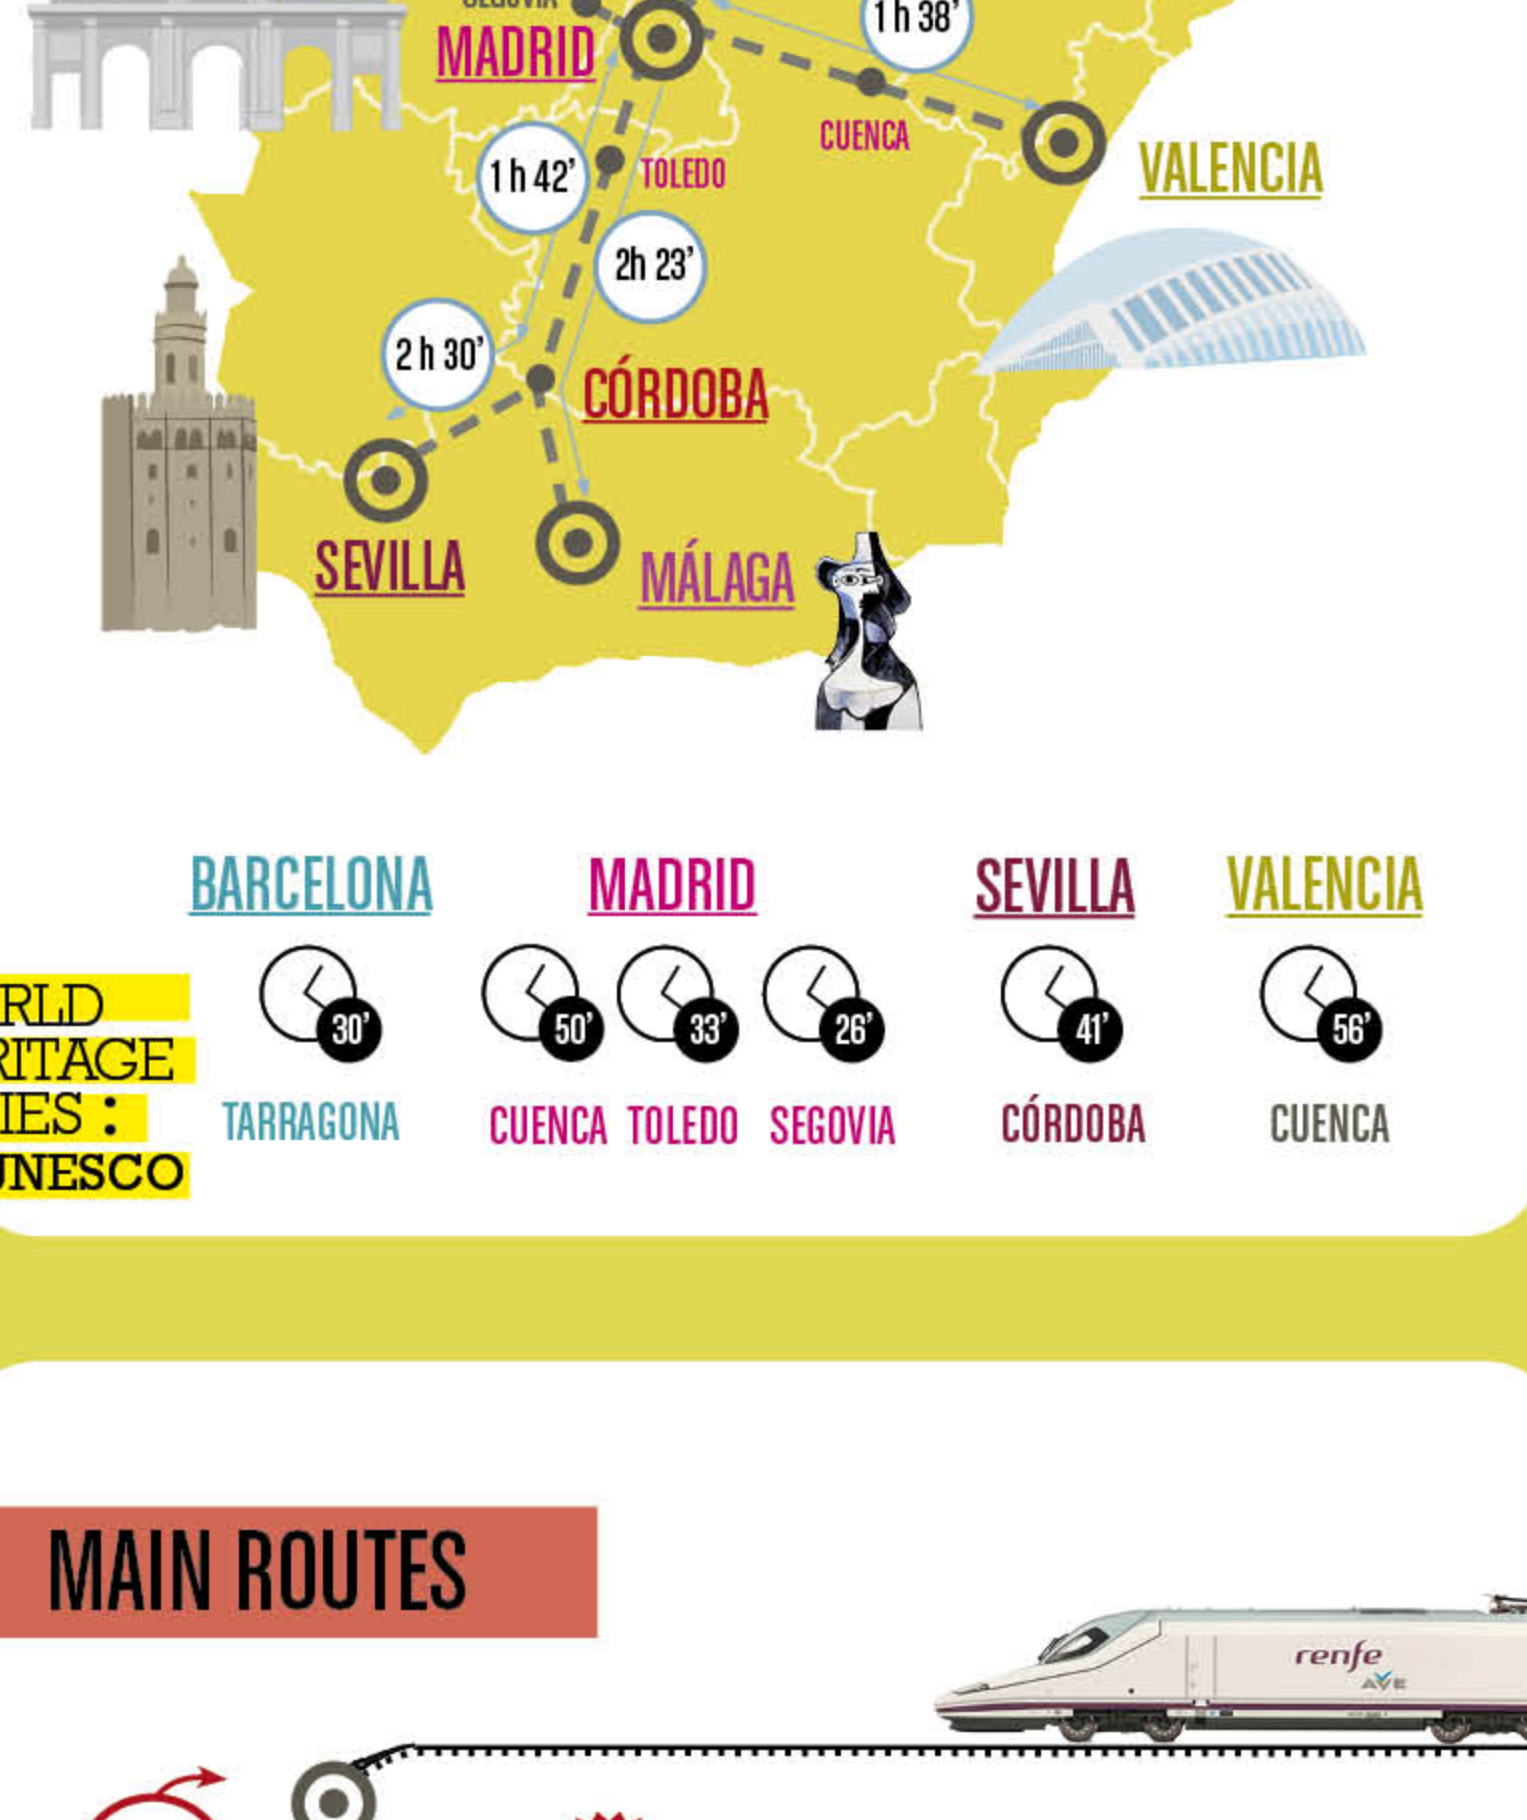 SEGOVIA
MADRID
1 h 38’
CUENCA
VALENCIA
1 h 42’
TOLEDO
2h 23’
2 h 30’
CÓRDOBA
SEVILLA
MÁLAGA
BARCELONA MADRID SEVILLA VALENCIA
30’ 50’ 33’ 26’ 41’ 56’
TARRAGONA CUENCA TOLEDO SEGOVIA CÓRDOBA CUENCA
RLD
RITAGE
IES :
UNESCO
MAIN ROUTES
renfe
AVE